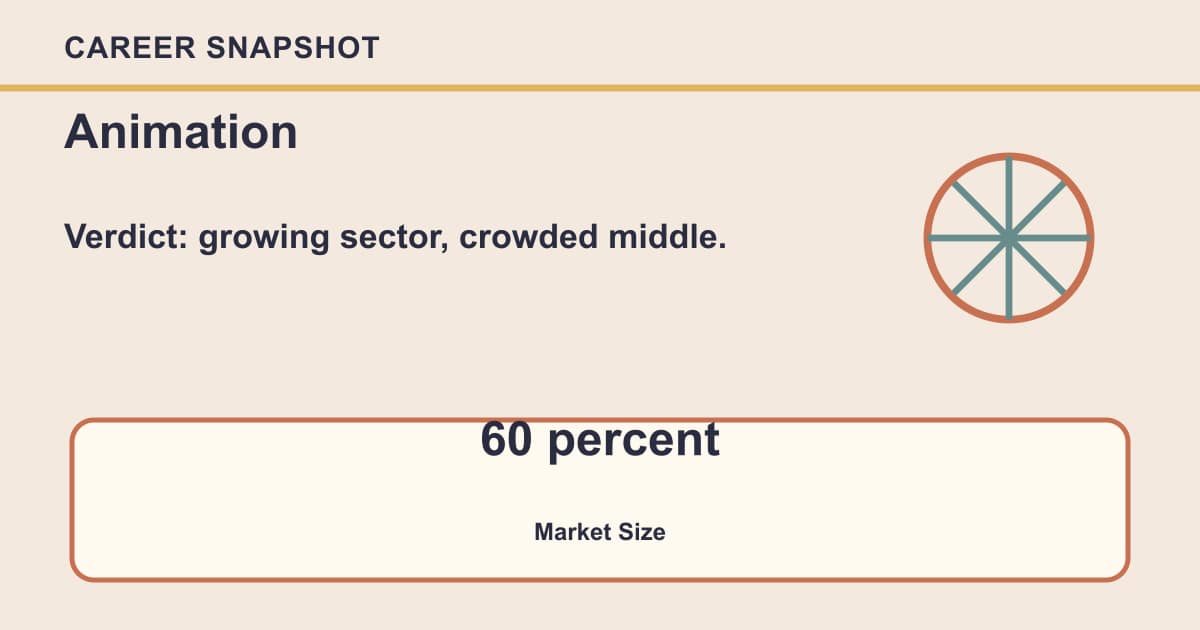 CAREER SNAPSHOT
Animation
Verdict: growing sector, crowded middle.
60 percent
Market Size